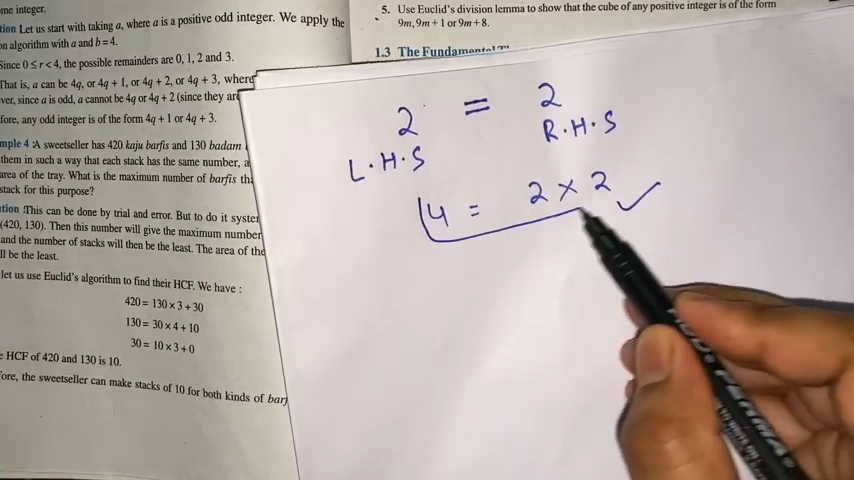 me integer.
tion Let us start with taking a, where a is a positive odd integer. We apply the
n algorithm with a and b = 4.
Since 0 ≤ r < 4, the possible remainders are 0, 1, 2 and 3.
That is, a can be 4q, or 4q + 1, or 4q + 2, or 4q + 3, where
ver, since a is odd, a cannot be 4q or 4q + 2 (since they are
fore, any odd integer is of the form 4q + 1 or 4q + 3.
mple 4 : A sweetseller has 420 kaju barfis and 130 badam
them in such a way that each stack has the same number, a
area of the tray. What is the maximum number of barfis tha
stack for this purpose?
ution : This can be done by trial and error. But to do it syster
(420, 130). Then this number will give the maximum number
and the number of stacks will then be the least. The area of the
ll be the least.
let us use Euclid's algorithm to find their HCF. We have :
420 = 130 × 3 + 30
130 = 30 × 4 + 10
30 = 10 × 3 + 0
e HCF of 420 and 130 is 10.
fore, the sweetseller can make stacks of 10 for both kinds of barf
5. Use Euclid's division lemma to show that the cube of any positive integer is of the form
9m, 9m + 1 or 9m + 8.
1.3 The Fundamental
2 = 2
L.H.S R.H.S
4 = 2 × 2 ✓